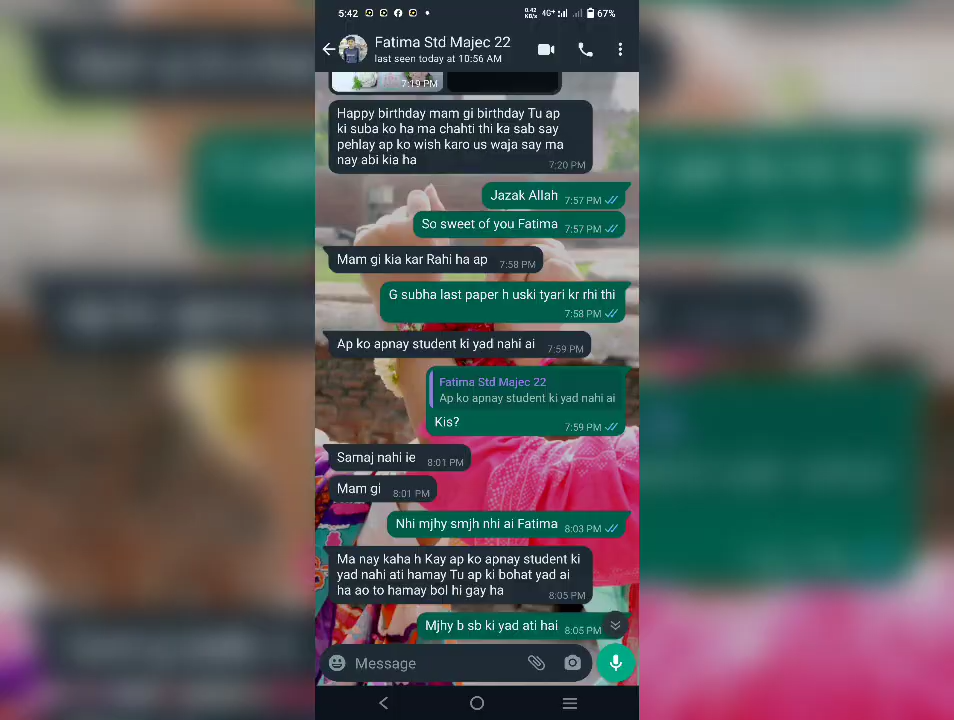 5:42
0.42 KB/s 4G+ 67%
Fatima Std Majec 22
last seen today at 10:56 AM
7:19 PM
Happy birthday mam gi birthday Tu ap
ki suba ko ha ma chahti thi ka sab say
pehlay ap ko wish karo us waja say ma
nay abi kia ha
7:20 PM
Jazak Allah 7:57 PM
So sweet of you Fatima 7:57 PM
Mam gi kia kar Rahi ha ap 7:58 PM
G subha last paper h uski tyari kr rhi thi
7:58 PM
Ap ko apnay student ki yad nahi ai 7:59 PM
Fatima Std Majec 22
Ap ko apnay student ki yad nahi ai
Kis?
7:59 PM
Samaj nahi ie 8:01 PM
Mam gi 8:01 PM
Nhi mjhy smjh nhi ai Fatima 8:03 PM
Ma nay kaha h Kay ap ko apnay student ki
yad nahi ati hamay Tu ap ki bohat yad ai
ha ao to hamay bol hi gay ha
8:05 PM
Mjhy b sb ki yad ati hai 8:05 PM
Message